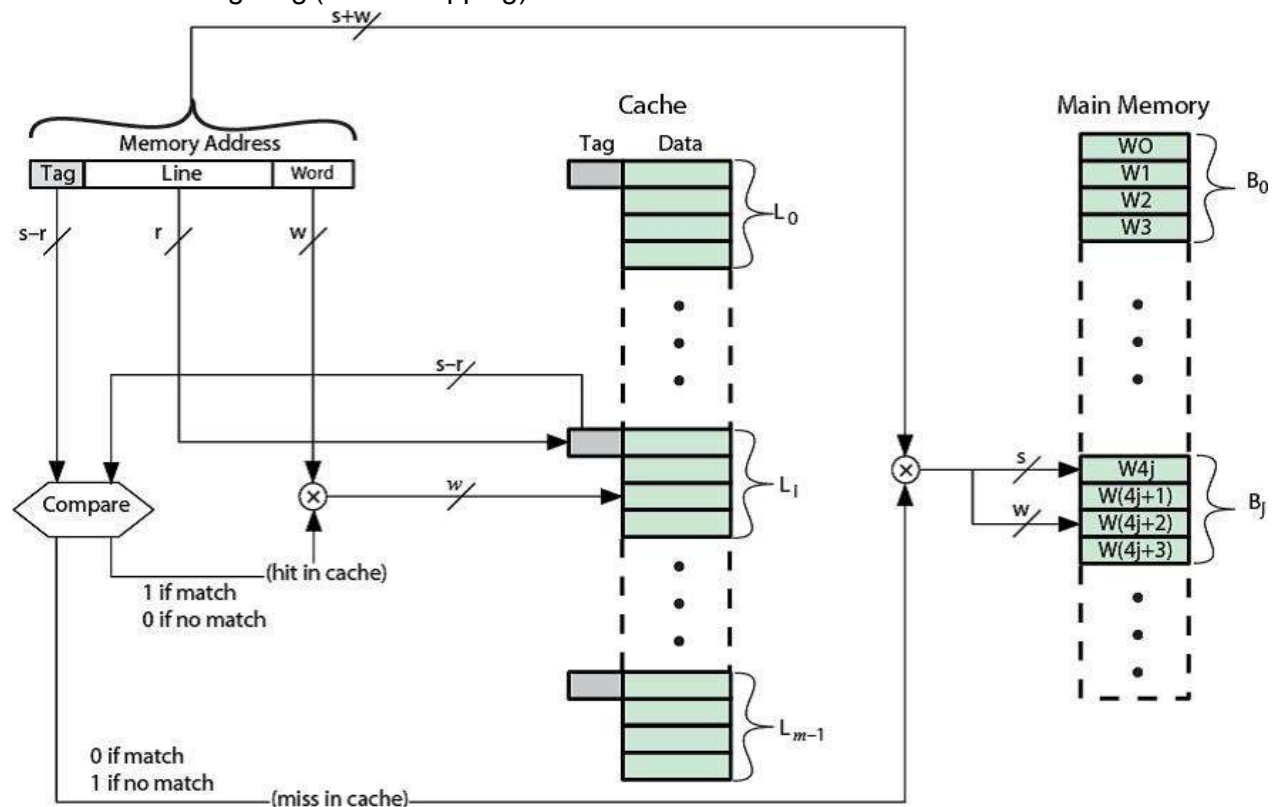 s+w
Cache
Main Memory
Memory Address
Tag
Data
Tag
Line
Word
WO
W1
W2
W3
B0
L0
s–r
r
w
s–r
Compare
w
Li
s
w
W4j
W(4j+1)
W(4j+2)
W(4j+3)
Bj
(hit in cache)
1 if match
0 if no match
Lm–1
0 if match
1 if no match
(miss in cache)